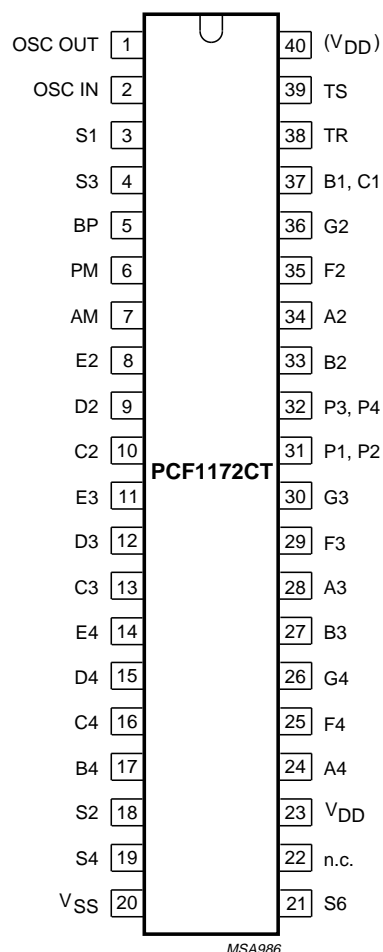 OSC OUT 1 40 (VDD)
OSC IN 2 39 TS
S1 3 38 TR
S3 4 37 B1, C1
BP 5 36 G2
PM 6 35 F2
AM 7 34 A2
E2 8 33 B2
D2 9 32 P3, P4
C2 10 31 P1, P2
PCF1172CT
E3 11 30 G3
D3 12 29 F3
C3 13 28 A3
E4 14 27 B3
D4 15 26 G4
C4 16 25 F4
B4 17 24 A4
S2 18 23 VDD
S4 19 22 n.c.
VSS 20 21 S6
MSA986